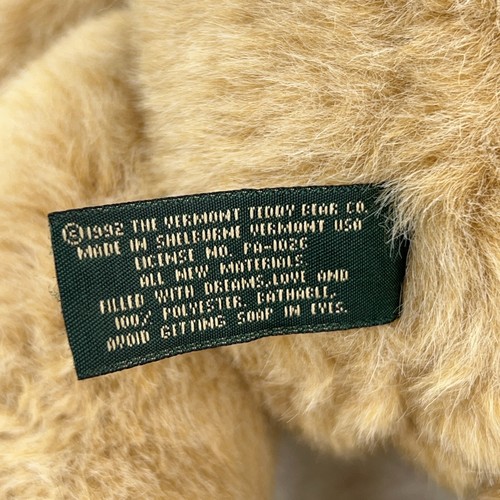 ©1992 THE VERMONT TEDDY BEAR CO.
MADE IN SHELBURNE VERMONT USA
LICENSE NO. PA-102G
ALL NEW MATERIALS
FILLED WITH DREAMS,LOVE AND
100% POLYESTER. BATHABLE,
AVOID GETTING SOAP IN EYES.